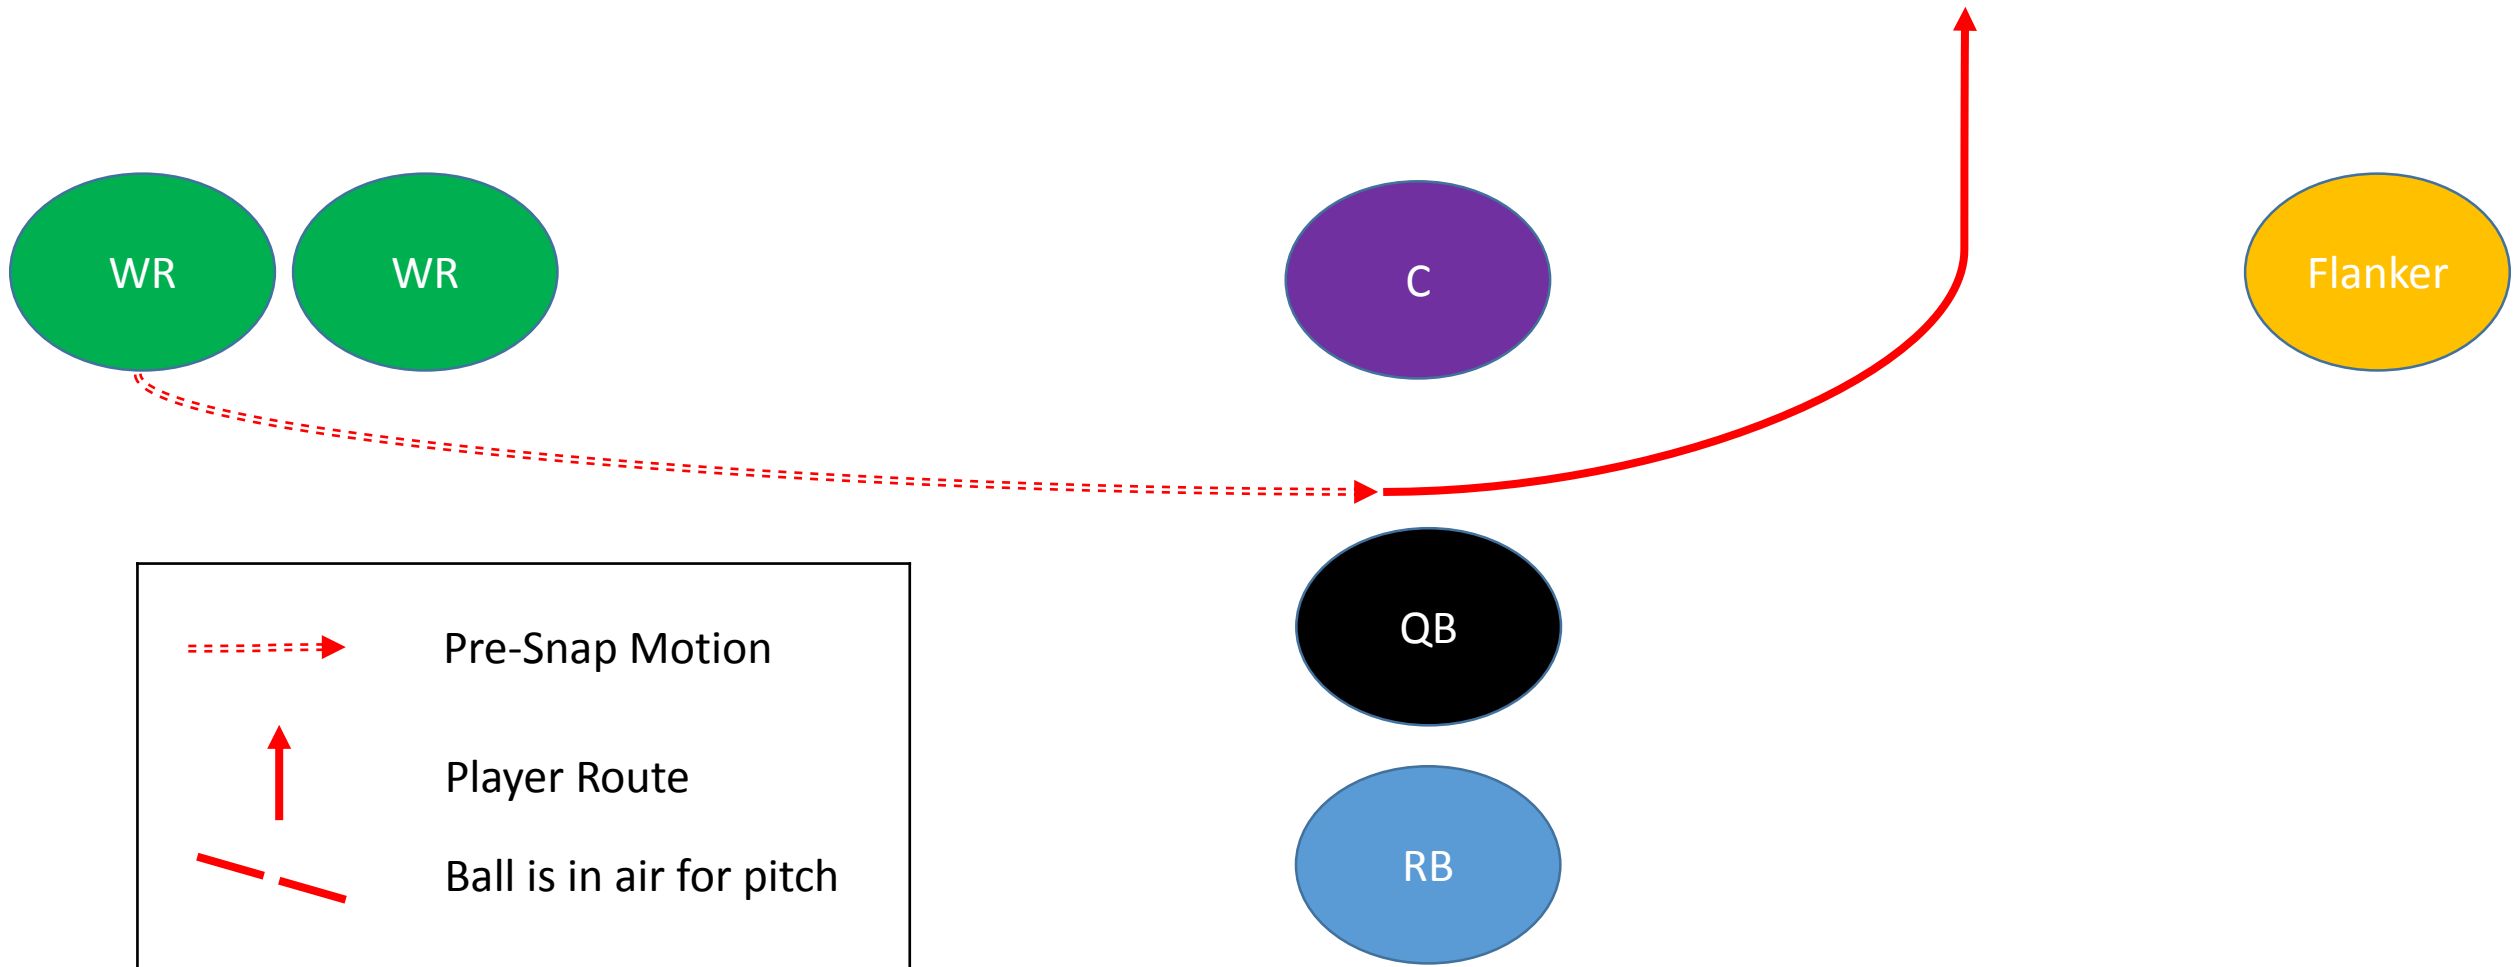 WR
WR
C
Flanker
QB
RB
Pre-Snap Motion
Player Route
Ball is in air for pitch